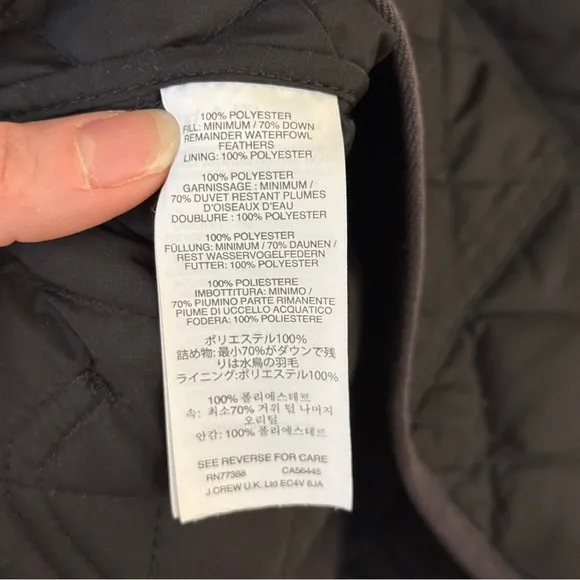 100% POLYESTER
FILL: MINIMUM / 70% DOWN
REMAINDER WATERFOWL
FEATHERS
LINING: 100% POLYESTER
100% POLYESTER
GARNISSAGE : MINIMUM /
70% DUVET RESTANT PLUMES
D'OISEAUX D'EAU
DOUBLURE : 100% POLYESTER
100% POLYESTER
FÜLLUNG: MINIMUM / 70% DAUNEN /
REST WASSERVOGELFEDERN
FUTTER: 100% POLYESTER
100% POLIESTERE
IMBOTTITURA: MINIMO /
70% PIUMINO PARTE RIMANENTE
PIUME DI UCCELLO ACQUATICO
FODERA: 100% POLIESTERE
ポリエステル100%
詰め物: 最小70%がダウンで残
りは水鳥の羽毛
ライニング:ポリエステル100%
100% 폴리에스테르
속: 최소70% 거위 털 나머지
오리털
안감: 100% 폴리에스테르
SEE REVERSE FOR CARE
RN77388 CA56445
J.CREW U.K. Ltd EC4V 6JA